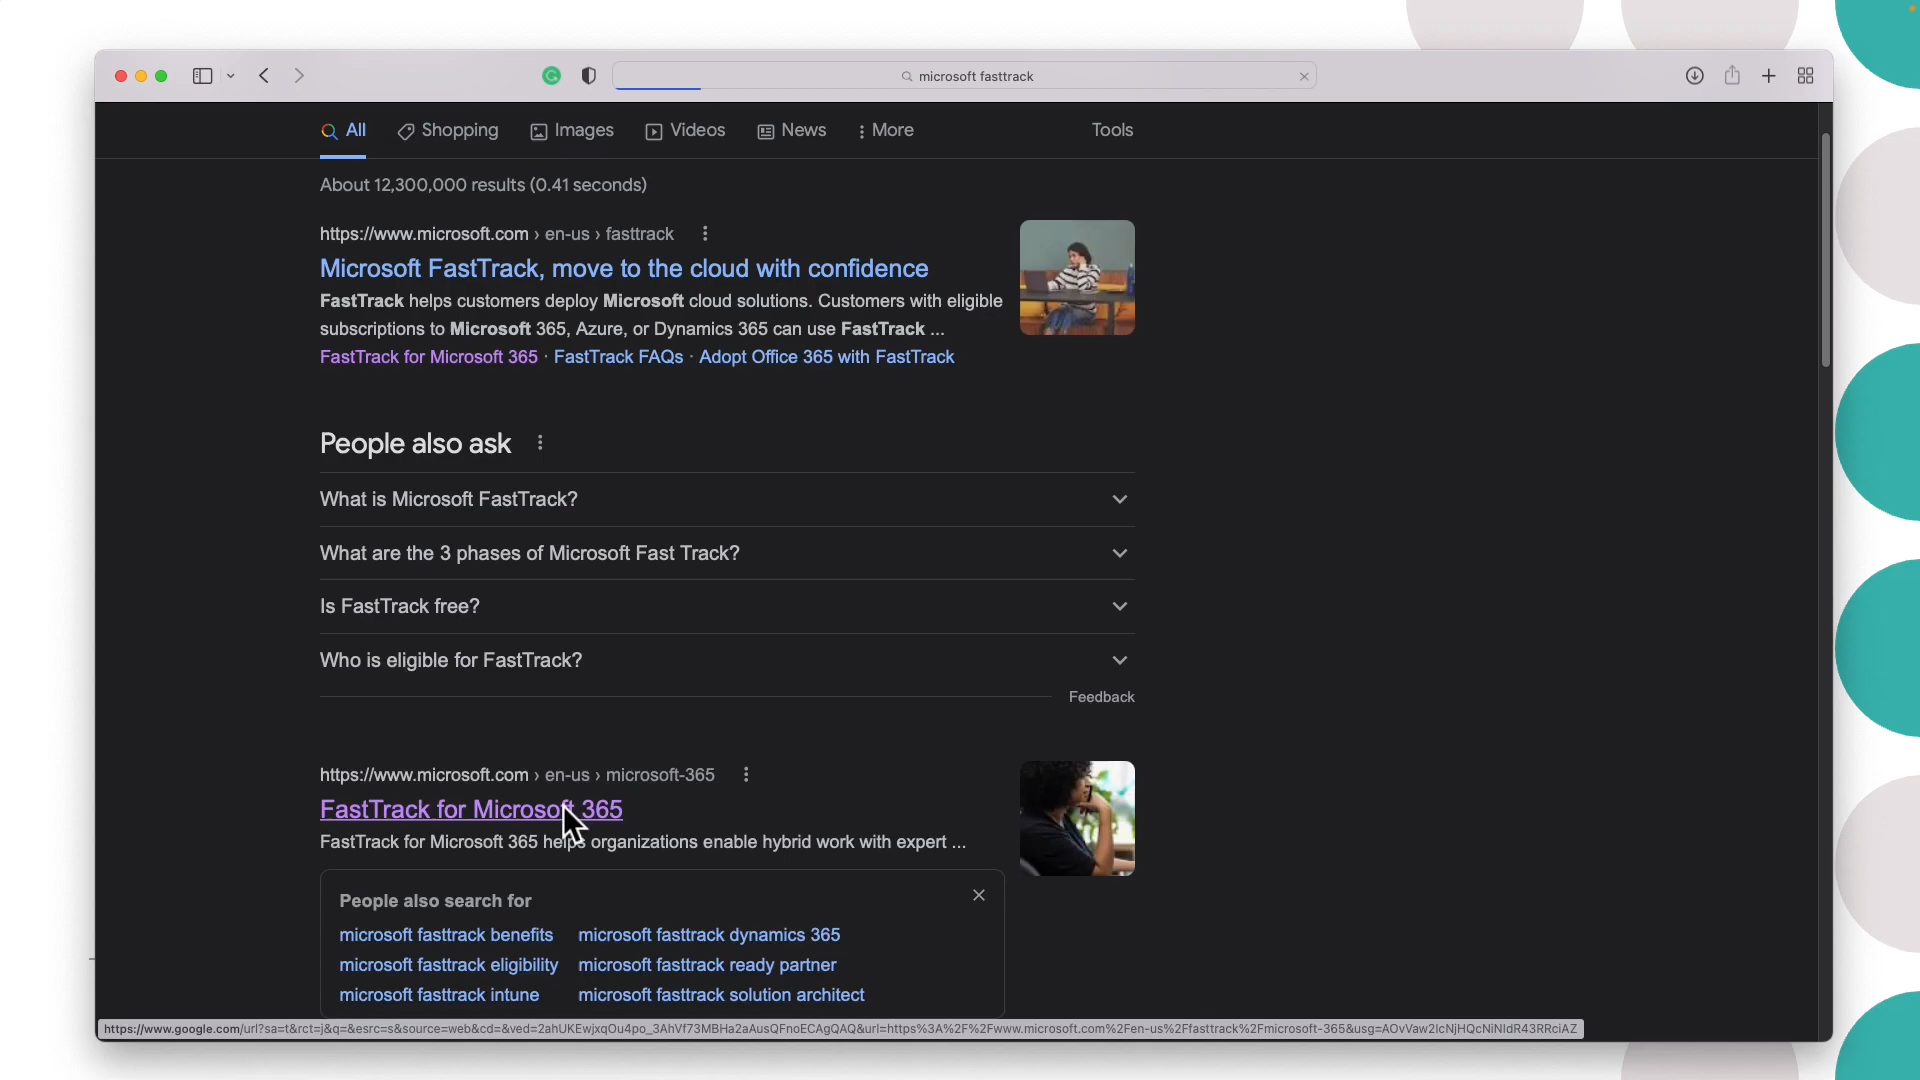 microsoft fasttrack
All Shopping Images Videos News More Tools
About 12,300,000 results (0.41 seconds)
https://www.microsoft.com › en-us › fasttrack
Microsoft FastTrack, move to the cloud with confidence
FastTrack helps customers deploy Microsoft cloud solutions. Customers with eligible
subscriptions to Microsoft 365, Azure, or Dynamics 365 can use FastTrack ...
FastTrack for Microsoft 365 · FastTrack FAQs · Adopt Office 365 with FastTrack
People also ask
What is Microsoft FastTrack?
What are the 3 phases of Microsoft Fast Track?
Is FastTrack free?
Who is eligible for FastTrack?
Feedback
https://www.microsoft.com › en-us › microsoft-365
FastTrack for Microsoft 365
FastTrack for Microsoft 365 helps organizations enable hybrid work with expert ...
People also search for
microsoft fasttrack benefits microsoft fasttrack dynamics 365
microsoft fasttrack eligibility microsoft fasttrack ready partner
microsoft fasttrack intune microsoft fasttrack solution architect
https://www.google.com/url?sa=t&rct=j&q=&esrc=s&source=web&cd=&ved=2ahUKEwjxqOu4po_3AhVf73MBHa2aAusQFnoECAgQAQ&url=https%3A%2F%2Fwww.microsoft.com%2Fen-us%2Ffasttrack%2Fmicrosoft-365&usg=AOvVaw2IcNjHQcNiNIdR43RRciAZ